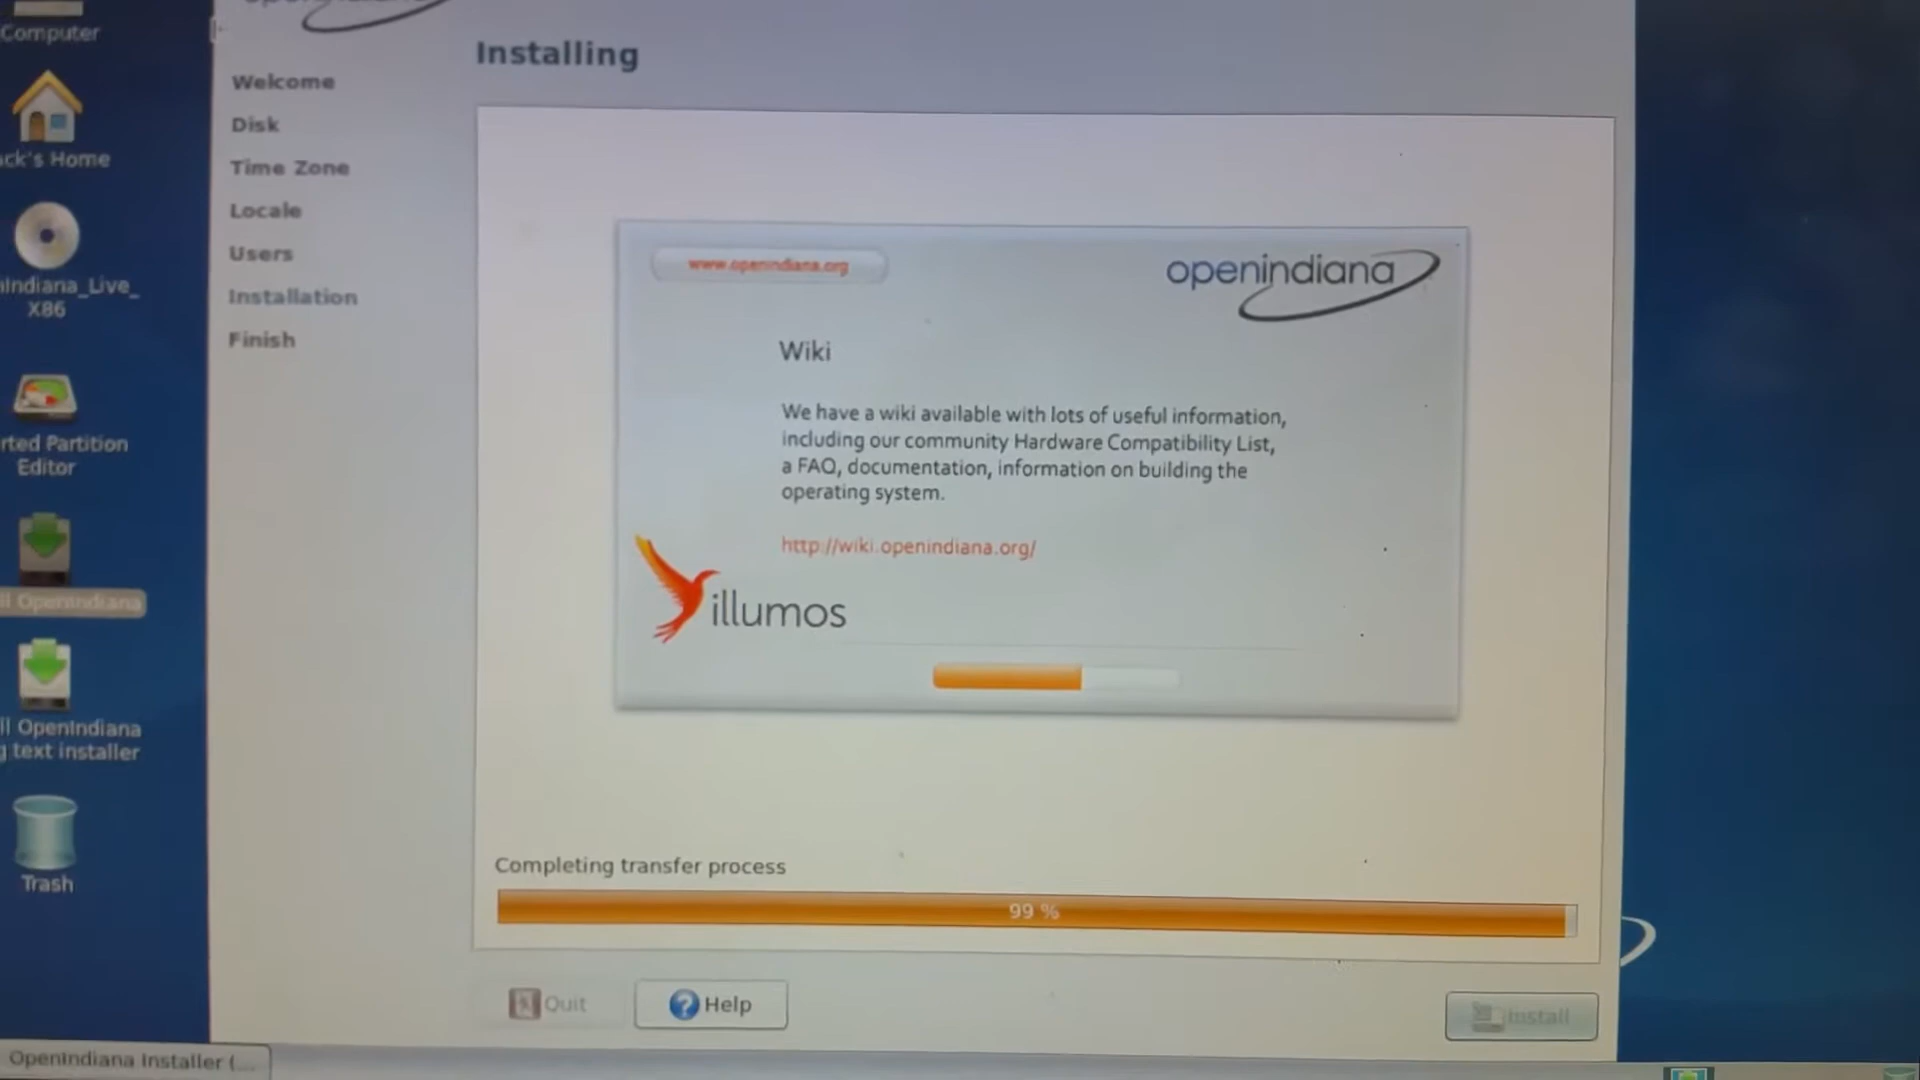 Computer
ck's Home
Indiana_Live_
X86
rted Partition
Editor
ll OpenIndiana
ll OpenIndiana
g text installer
Trash
Welcome
Disk
Time Zone
Locale
Users
Installation
Finish
Installing
www.openindiana.org
openindiana
Wiki
We have a wiki available with lots of useful information,
including our community Hardware Compatibility List,
a FAQ, documentation, information on building the
operating system.
http://wiki.openindiana.org/
illumos
Completing transfer process
99 %
Quit
Help
Install
OpenIndiana Installer (...